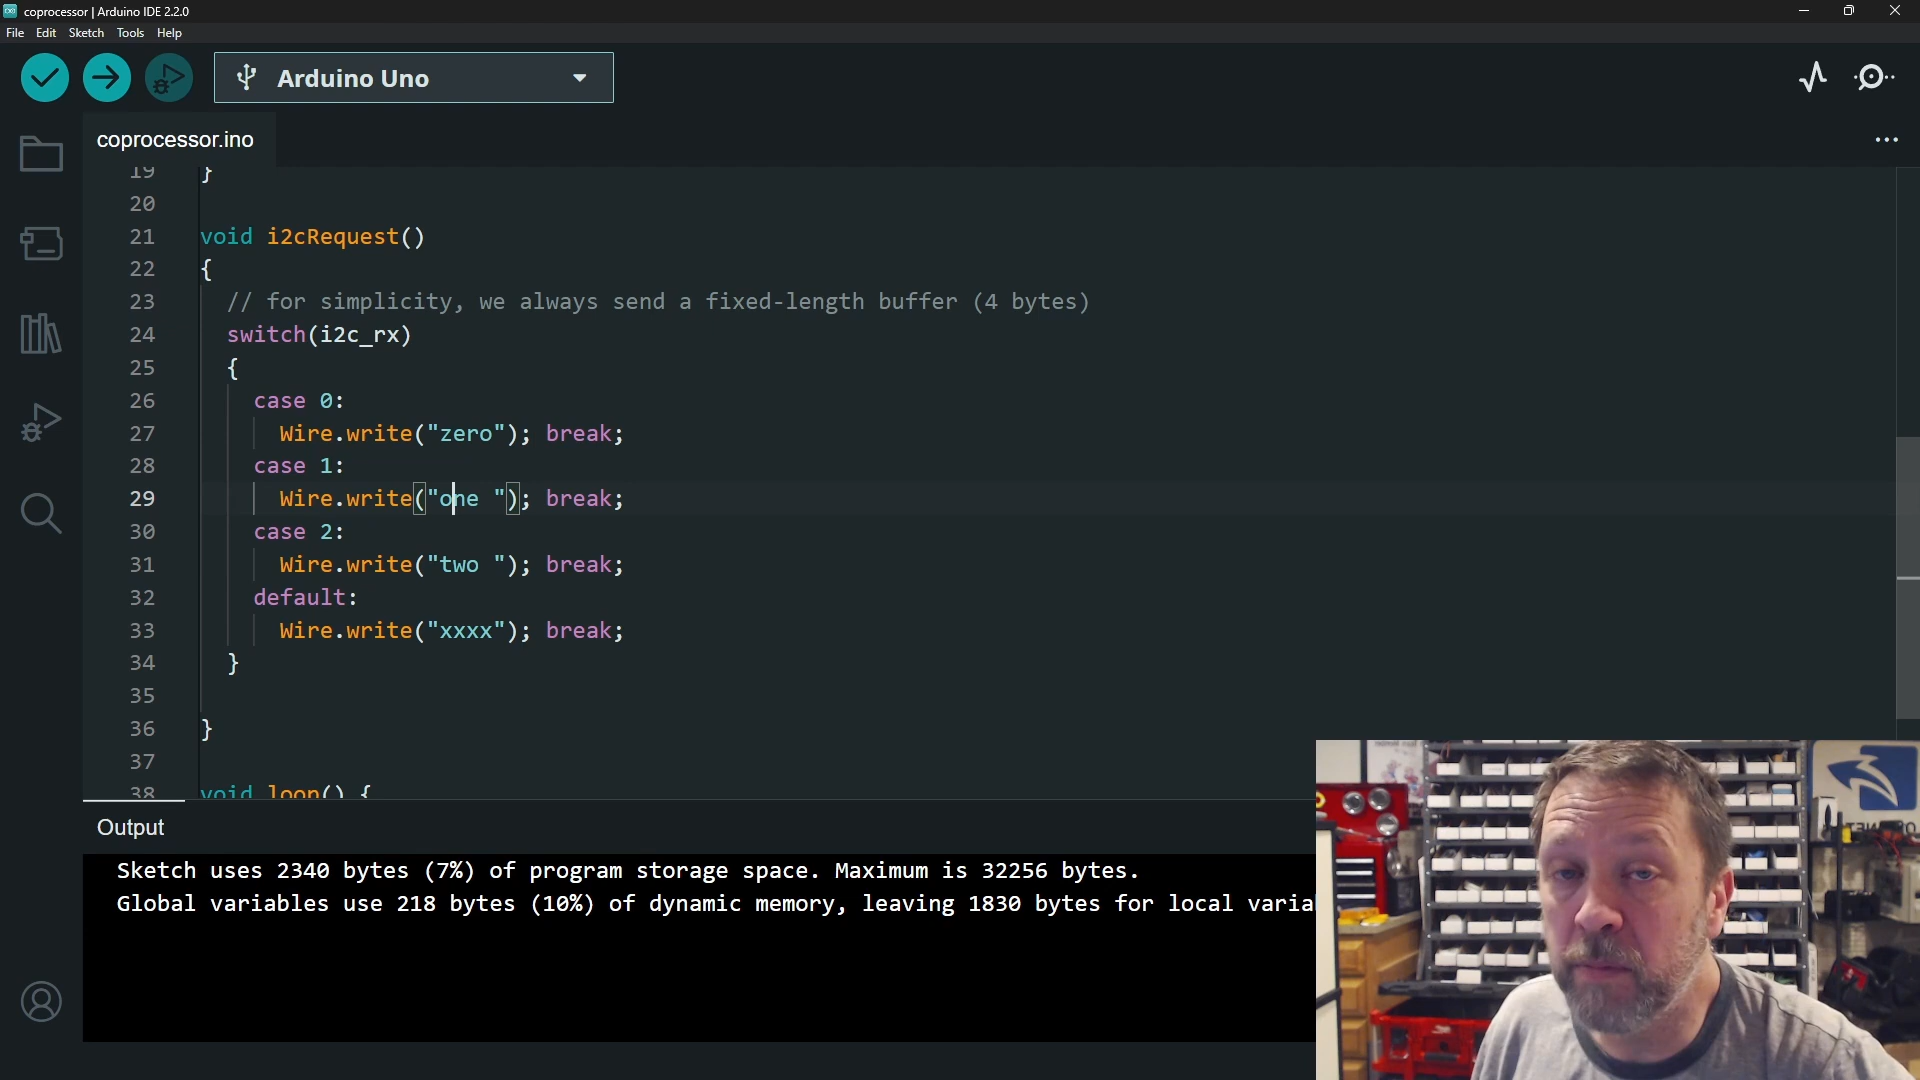 coprocessor | Arduino IDE 2.2.0
File Edit Sketch Tools Help
Arduino Uno
coprocessor.ino
19 }
20
21 void i2cRequest()
22 {
23 // for simplicity, we always send a fixed-length buffer (4 bytes)
24 switch(i2c_rx)
25 {
26 case 0:
27 Wire.write("zero"); break;
28 case 1:
29 Wire.write("one "); break;
30 case 2:
31 Wire.write("two "); break;
32 default:
33 Wire.write("xxxx"); break;
34 }
35
36 }
37
38 void loop() {
Output
Sketch uses 2340 bytes (7%) of program storage space. Maximum is 32256 bytes.
Global variables use 218 bytes (10%) of dynamic memory, leaving 1830 bytes for local varia